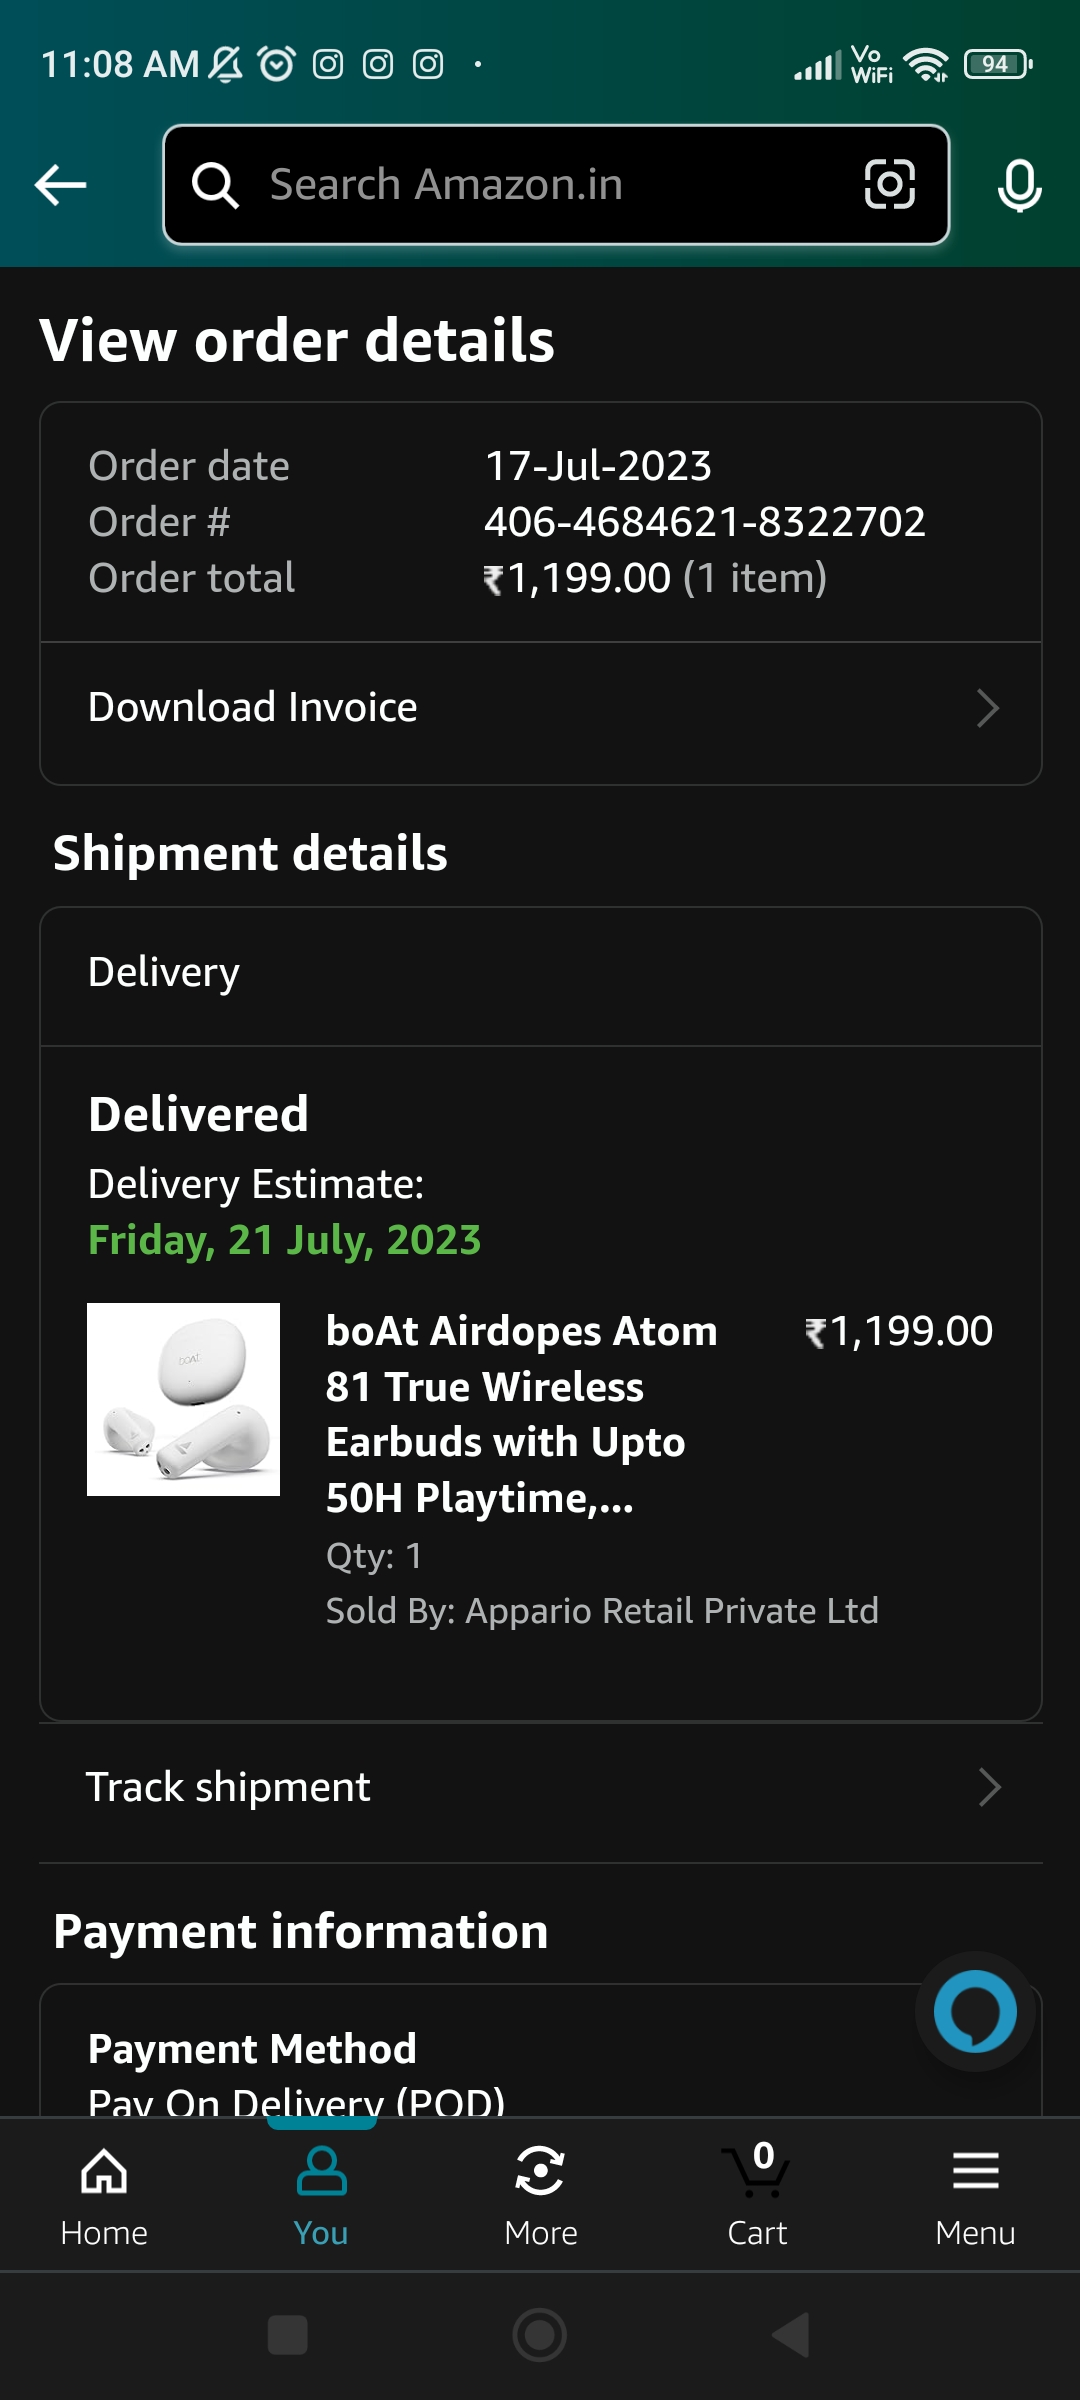 11:08 AM
Vo
WiFi
94
Search Amazon.in
View order details
Order date 17-Jul-2023
Order # 406-4684621-8322702
Order total ₹1,199.00 (1 item)
Download Invoice
Shipment details
Delivery
Delivered
Delivery Estimate:
Friday, 21 July, 2023
boAt
boAt Airdopes Atom ₹1,199.00
81 True Wireless
Earbuds with Upto
50H Playtime,...
Qty: 1
Sold By: Appario Retail Private Ltd
Track shipment
Payment information
Payment Method
Pay On Delivery (POD)
0
Home You More Cart Menu